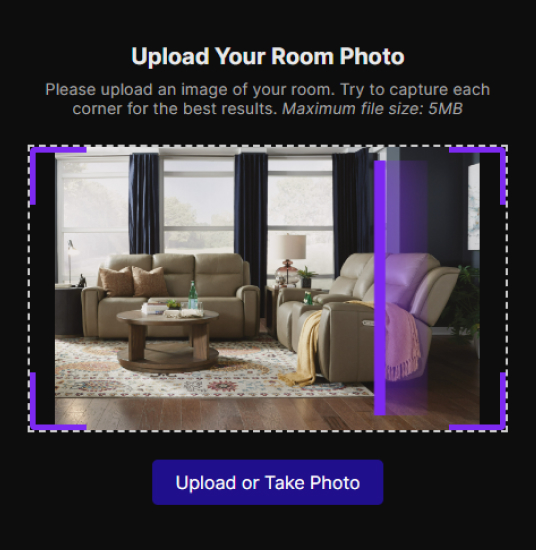 Upload Your Room Photo
Please upload an image of your room. Try to capture each
corner for the best results. Maximum file size: 5MB
Upload or Take Photo